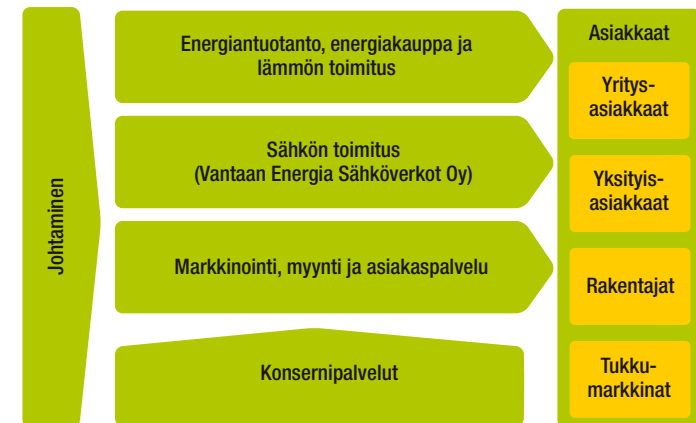 Johtaminen
Energiantuotanto, energiakauppa ja
lämmön toimitus
Sähkön toimitus
(Vantaan Energia Sähköverkot Oy)
Markkinointi, myynti ja asiakaspalvelu
Konsernipalvelut
Asiakkaat
Yritys-
asiakkaat
Yksityis-
asiakkaat
Rakentajat
Tukku-
markkinat